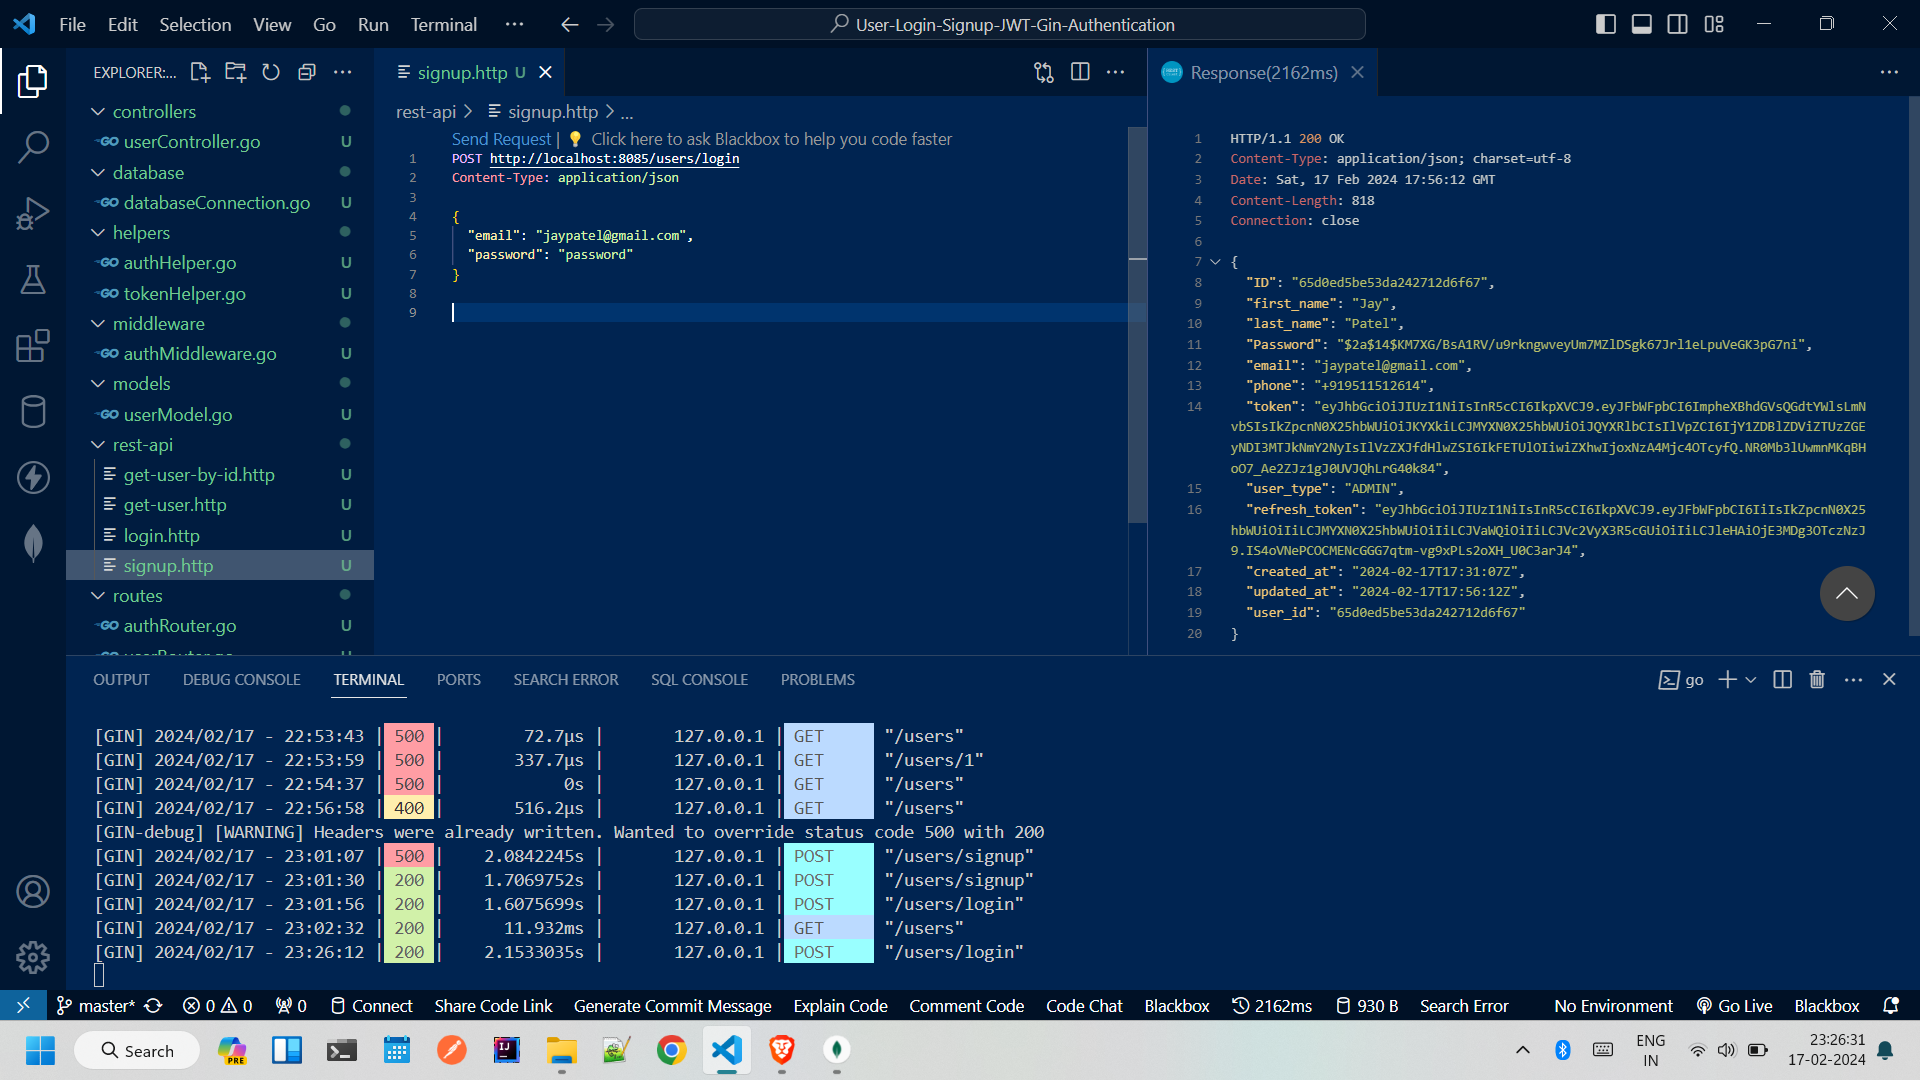 File Edit Selection View Go Run Terminal ···
User-Login-Signup-JWT-Gin-Authentication
EXPLORER:...
controllers
userController.go U
database
databaseConnection.go U
helpers
authHelper.go U
tokenHelper.go U
middleware
authMiddleware.go U
models
userModel.go U
rest-api
get-user-by-id.http U
get-user.http U
login.http U
signup.http U
routes
authRouter.go U
signup.http U
rest-api > signup.http > ...
Send Request | Click here to ask Blackbox to help you code faster
1 POST http://localhost:8085/users/login
2 Content-Type: application/json
3
4 {
5 "email": "jaypatel@gmail.com",
6 "password": "password"
7 }
8
9
Response(2162ms)
1 HTTP/1.1 200 OK
2 Content-Type: application/json; charset=utf-8
3 Date: Sat, 17 Feb 2024 17:56:12 GMT
4 Content-Length: 818
5 Connection: close
6
7 {
8 "ID": "65d0ed5be53da242712d6f67",
9 "first_name": "Jay",
10 "last_name": "Patel",
11 "Password": "$2a$14$KM7XG/BsA1RV/u9rkngwveyUm7MZlDSgk67Jrl1eLpuVeGK3pG7ni",
12 "email": "jaypatel@gmail.com",
13 "phone": "+919511512614",
14 "token": "eyJhbGciOiJIUzI1NiIsInR5cCI6IkpXVCJ9.eyJFbWFpbCI6ImpheXBhdGVsQGdtYWlsLmN
vbSIsIkZpcnN0X25hbWUiOiJKYXkiLCJMYXN0X25hbWUiOiJQYXRlbCIsIlVpZCI6IjY1ZDBlZDViZTUzZGE
yNDI3MTJkNmY2NyIsIlVzZXJfdHlwZSI6IkFETUlOIiwiZXhwIjoxNzA4Mjc4OTcyfQ.NR0Mb3lUwmnMKqBH
oO7_Ae2ZJz1gJ0UVJQhLrG40k84",
15 "user_type": "ADMIN",
16 "refresh_token": "eyJhbGciOiJIUzI1NiIsInR5cCI6IkpXVCJ9.eyJFbWFpbCI6IiIsIkZpcnN0X25
hbWUiOiIiLCJMYXN0X25hbWUiOiIiLCJVaWQiOiIiLCJVc2VyX3R5cGUiOiIiLCJleHAiOjE3MDg3OTczNzJ
9.IS4oVNePCOCMENcGGG7qtm-vg9xPLs2oXH_U0C3arJ4",
17 "created_at": "2024-02-17T17:31:07Z",
18 "updated_at": "2024-02-17T17:56:12Z",
19 "user_id": "65d0ed5be53da242712d6f67"
20 }
OUTPUT DEBUG CONSOLE TERMINAL PORTS SEARCH ERROR SQL CONSOLE PROBLEMS
go
[GIN] 2024/02/17 - 22:53:43 | 500 | 72.7µs | 127.0.0.1 | GET "/users"
[GIN] 2024/02/17 - 22:53:59 | 500 | 337.7µs | 127.0.0.1 | GET "/users/1"
[GIN] 2024/02/17 - 22:54:37 | 500 | 0s | 127.0.0.1 | GET "/users"
[GIN] 2024/02/17 - 22:56:58 | 400 | 516.2µs | 127.0.0.1 | GET "/users"
[GIN-debug] [WARNING] Headers were already written. Wanted to override status code 500 with 200
[GIN] 2024/02/17 - 23:01:07 | 500 | 2.0842245s | 127.0.0.1 | POST "/users/signup"
[GIN] 2024/02/17 - 23:01:30 | 200 | 1.7069752s | 127.0.0.1 | POST "/users/signup"
[GIN] 2024/02/17 - 23:01:56 | 200 | 1.6075699s | 127.0.0.1 | POST "/users/login"
[GIN] 2024/02/17 - 23:02:32 | 200 | 11.932ms | 127.0.0.1 | GET "/users"
[GIN] 2024/02/17 - 23:26:12 | 200 | 2.1533035s | 127.0.0.1 | POST "/users/login"
master* 0 0 0 Connect Share Code Link Generate Commit Message Explain Code Comment Code Code Chat Blackbox 2162ms 930 B Search Error No Environment Go Live Blackbox
Search
PRE
ENG
IN
23:26:31
17-02-2024